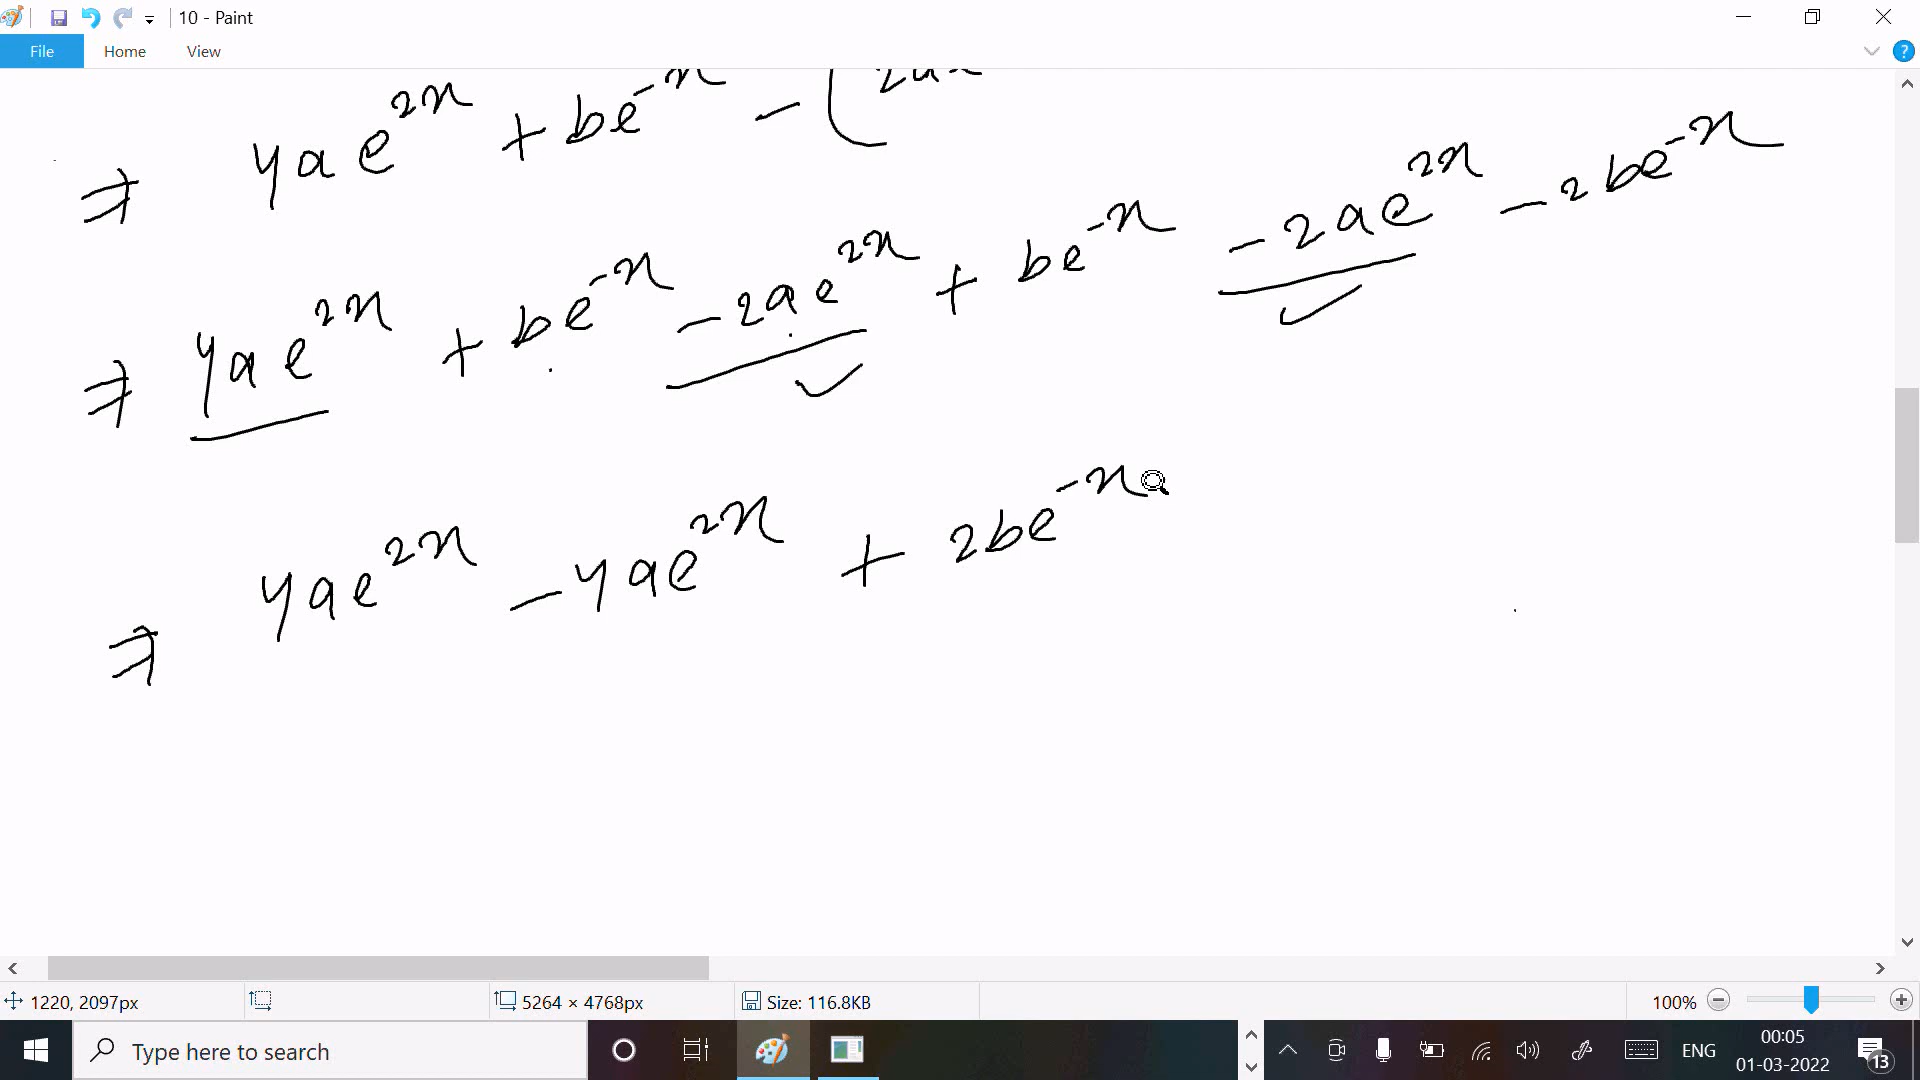 10 - Paint
File Home View
⇒ 4ae^2x + be^-x - (2ae
⇒ 4ae^2x + be^-x - 2ae^2x + be^-x - 2ae^2x - 2be^-x
⇒ 4ae^2x - 4ae^2x + 2be^-x
1220, 2097px 5264 × 4768px Size: 116.8KB 100%
Type here to search ENG 00:05
01-03-2022 13